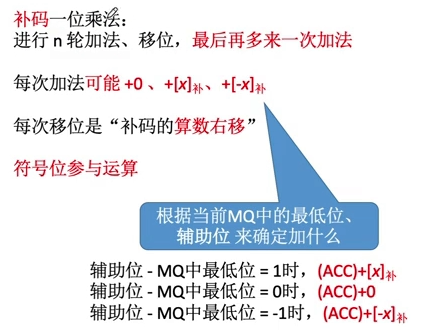 补码一位乘法：
进行 n 轮加法、移位，最后再多来一次加法
每次加法可能 +0 、+[x]补、+[-x]补
每次移位是“补码的算数右移”
符号位参与运算
根据当前MQ中的最低位、
辅助位 来确定加什么
辅助位 - MQ中最低位 = 1时，(ACC)+[x]补
辅助位 - MQ中最低位 = 0时，(ACC)+0
辅助位 - MQ中最低位 = -1时，(ACC)+[-x]补